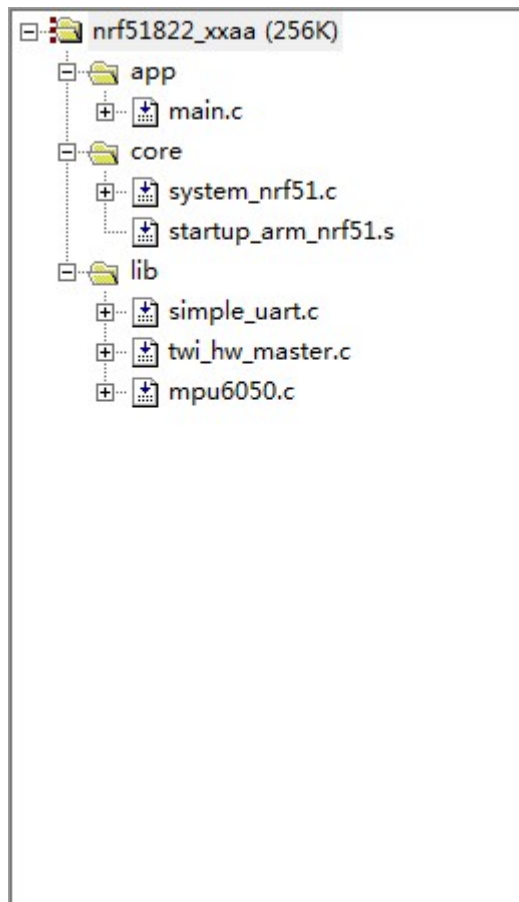 nrf51822_xxaa (256K)
app
main.c
core
system_nrf51.c
startup_arm_nrf51.s
lib
simple_uart.c
twi_hw_master.c
mpu6050.c